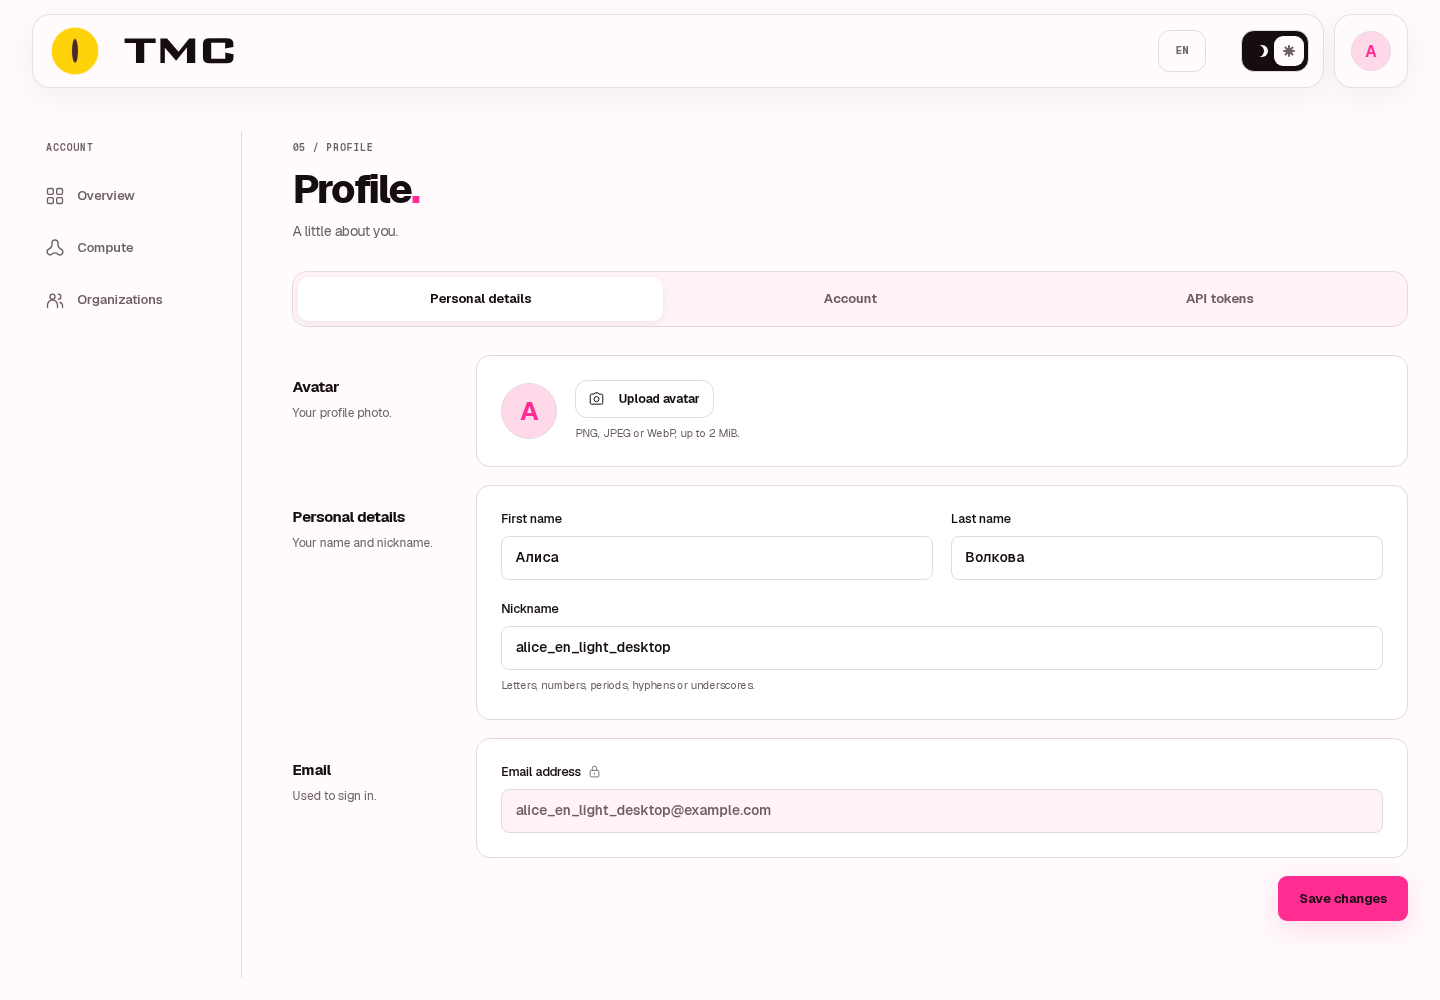 TMC
EN
A
ACCOUNT
Overview
Compute
Organizations
05 / PROFILE
Profile.
A little about you.
Personal details
Account
API tokens
Avatar
Your profile photo.
A
Upload avatar
PNG, JPEG or WebP, up to 2 MiB.
Personal details
Your name and nickname.
First name
Last name
Алиса
Волкова
Nickname
alice_en_light_desktop
Letters, numbers, periods, hyphens or underscores.
Email
Used to sign in.
Email address
alice_en_light_desktop@example.com
Save changes